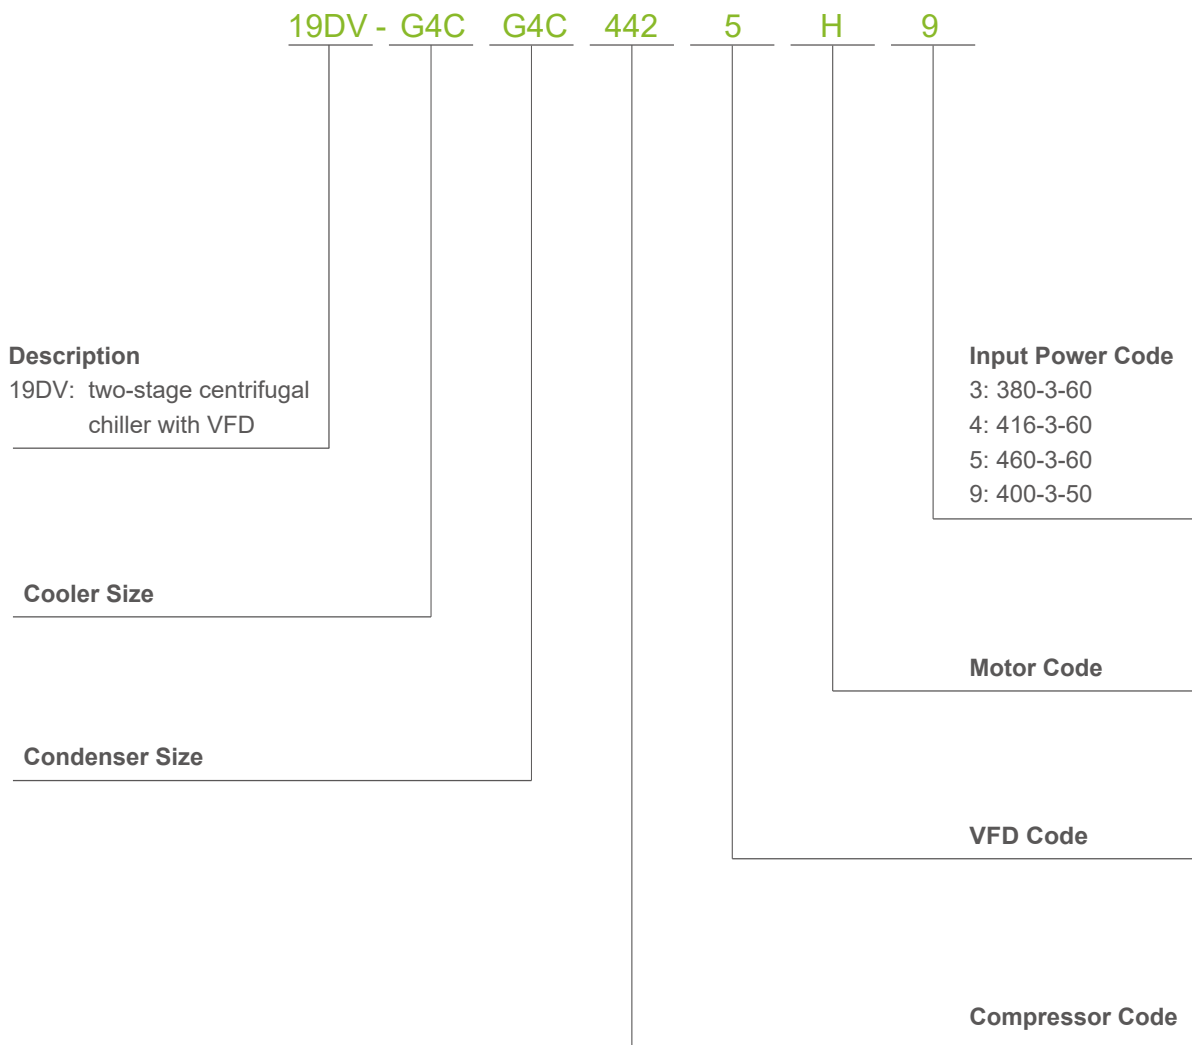 19DV - G4C G4C 442 5 H 9
Description
19DV: two-stage centrifugal
chiller with VFD
Input Power Code
3: 380-3-60
4: 416-3-60
5: 460-3-60
9: 400-3-50
Cooler Size
Motor Code
Condenser Size
VFD Code
Compressor Code